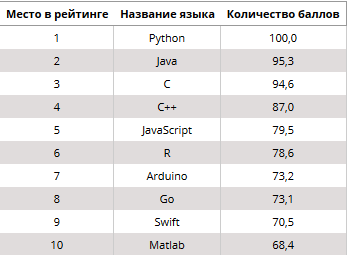 Место в рейтинге Название языка Количество баллов
1 Python 100,0
2 Java 95,3
3 C 94,6
4 C++ 87,0
5 JavaScript 79,5
6 R 78,6
7 Arduino 73,2
8 Go 73,1
9 Swift 70,5
10 Matlab 68,4